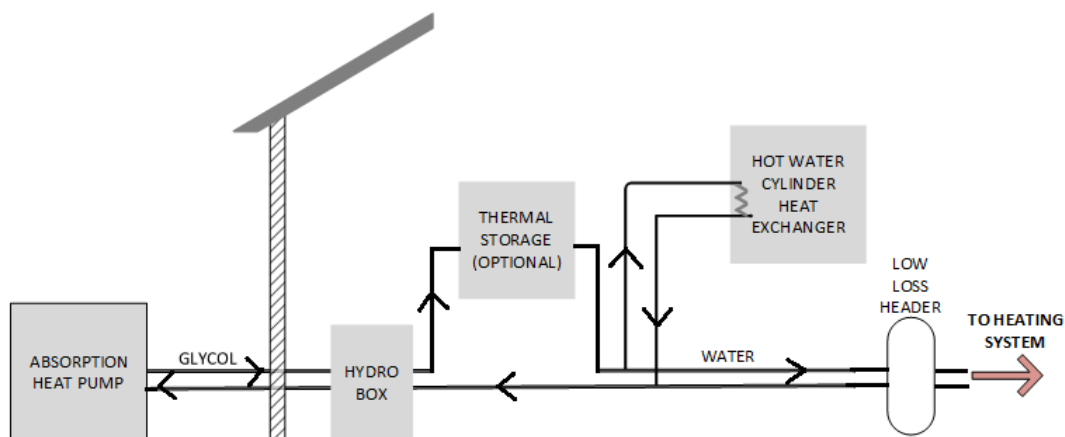 HOT WATER
CYLINDER
HEAT
EXCHANGER
THERMAL
STORAGE
(OPTIONAL)
LOW
LOSS
HEADER
TO HEATING
SYSTEM
ABSORPTION
HEAT PUMP
GLYCOL
HYDRO
BOX
WATER